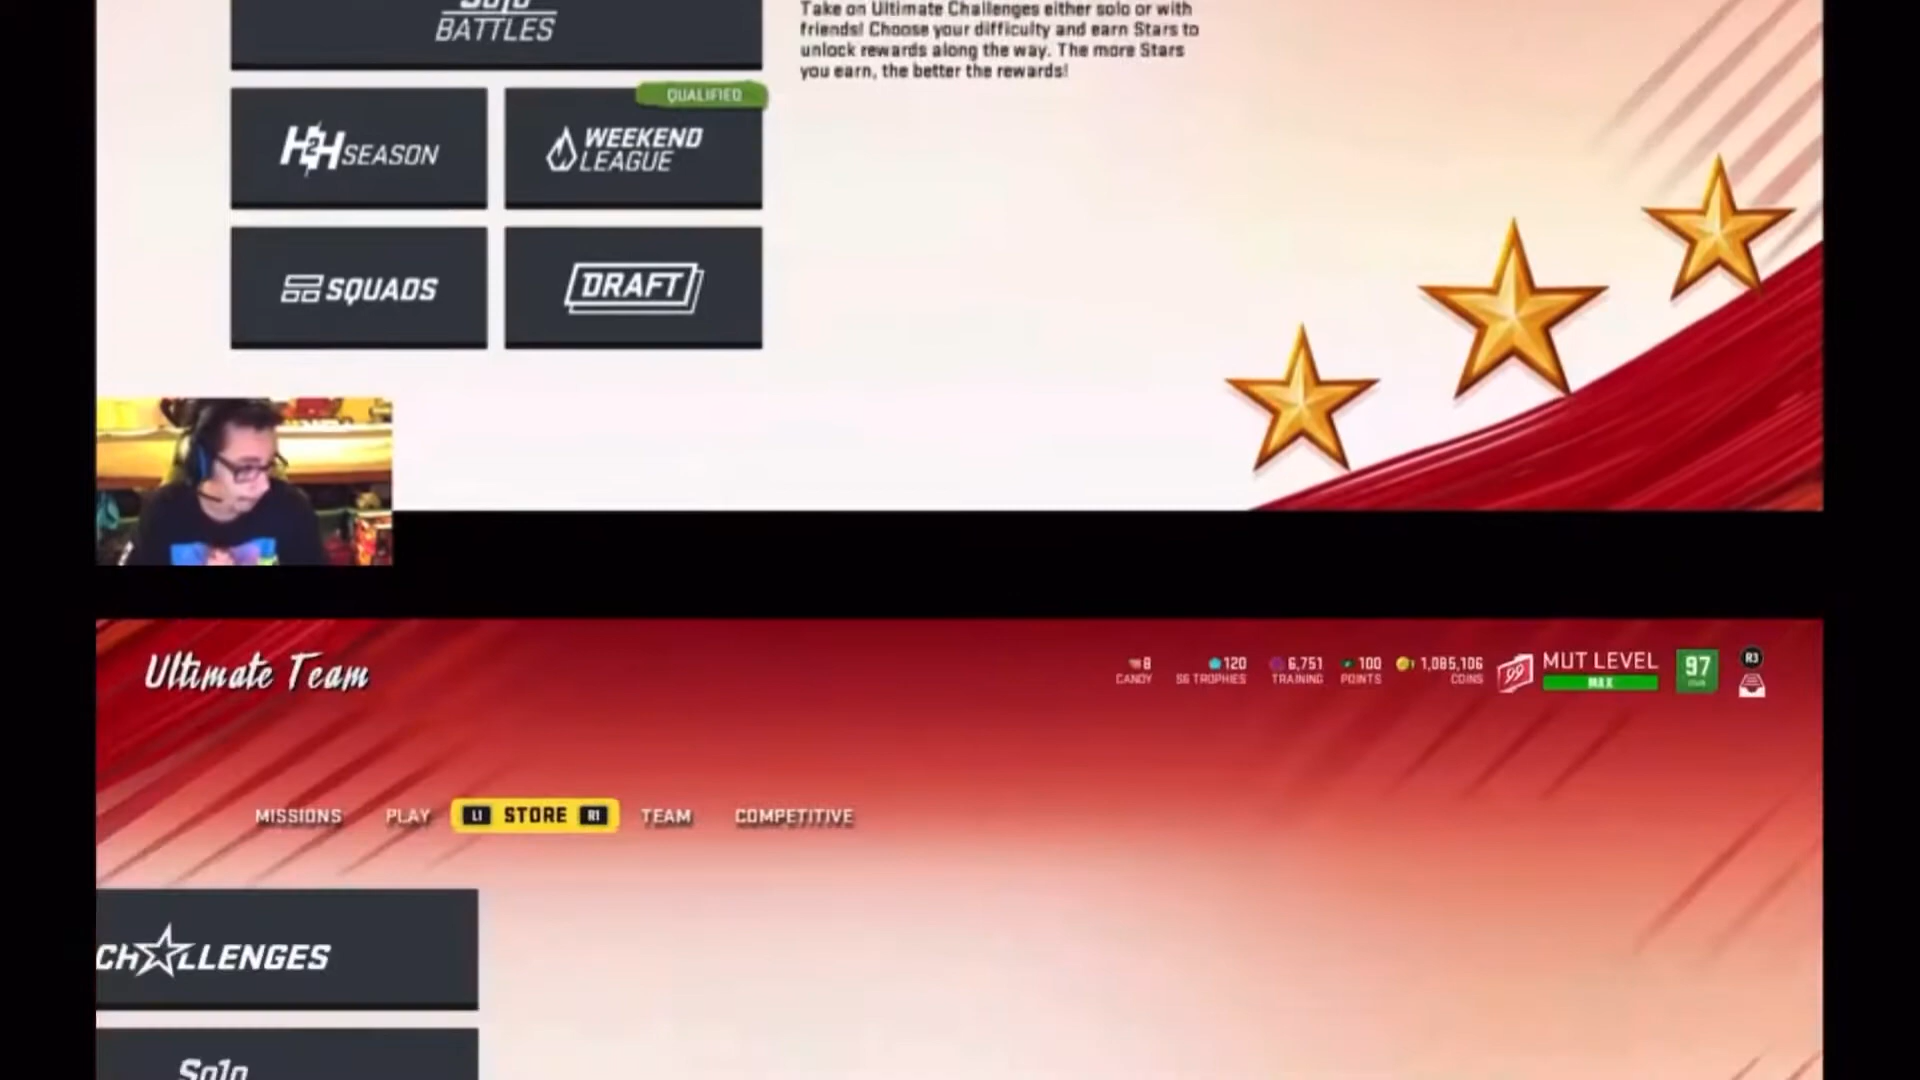 Solo
BATTLES
Take on Ultimate Challenges either solo or with
friends! Choose your difficulty and earn Stars to
unlock rewards along the way. The more Stars
you earn, the better the rewards!
QUALIFIED
H2H SEASON
WEEKEND
LEAGUE
SQUADS
DRAFT
Ultimate Team
8
CANDY
120
S6 TROPHIES
6,751
TRAINING
100
POINTS
1,085,106
COINS
99
MUT LEVEL
MAX
97
R3
MISSIONS PLAY L1 STORE R1 TEAM COMPETITIVE
CHALLENGES
Solo